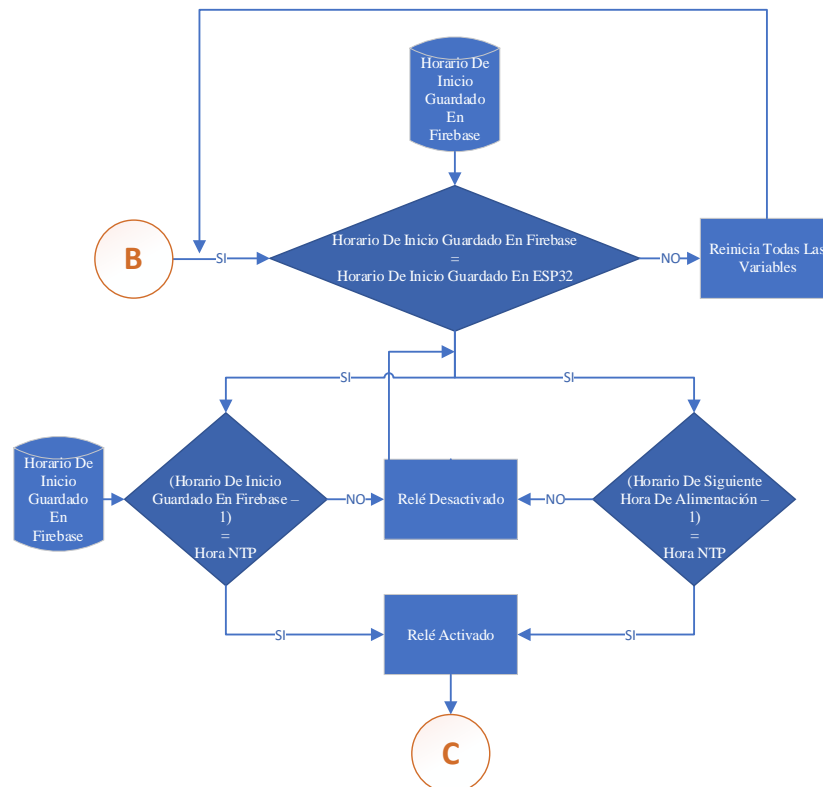 Horario De
Inicio
Guardado
En
Firebase
B
SI
Horario De Inicio Guardado En Firebase
=
Horario De Inicio Guardado En ESP32
NO
Reinicia Todas Las
Variables
SI
SI
Horario De
Inicio
Guardado
En
Firebase
(Horario De Inicio
Guardado En Firebase –
1)
=
Hora NTP
NO
Relé Desactivado
NO
(Horario De Siguiente
Hora De Alimentación –
1)
=
Hora NTP
SI
Relé Activado
SI
C